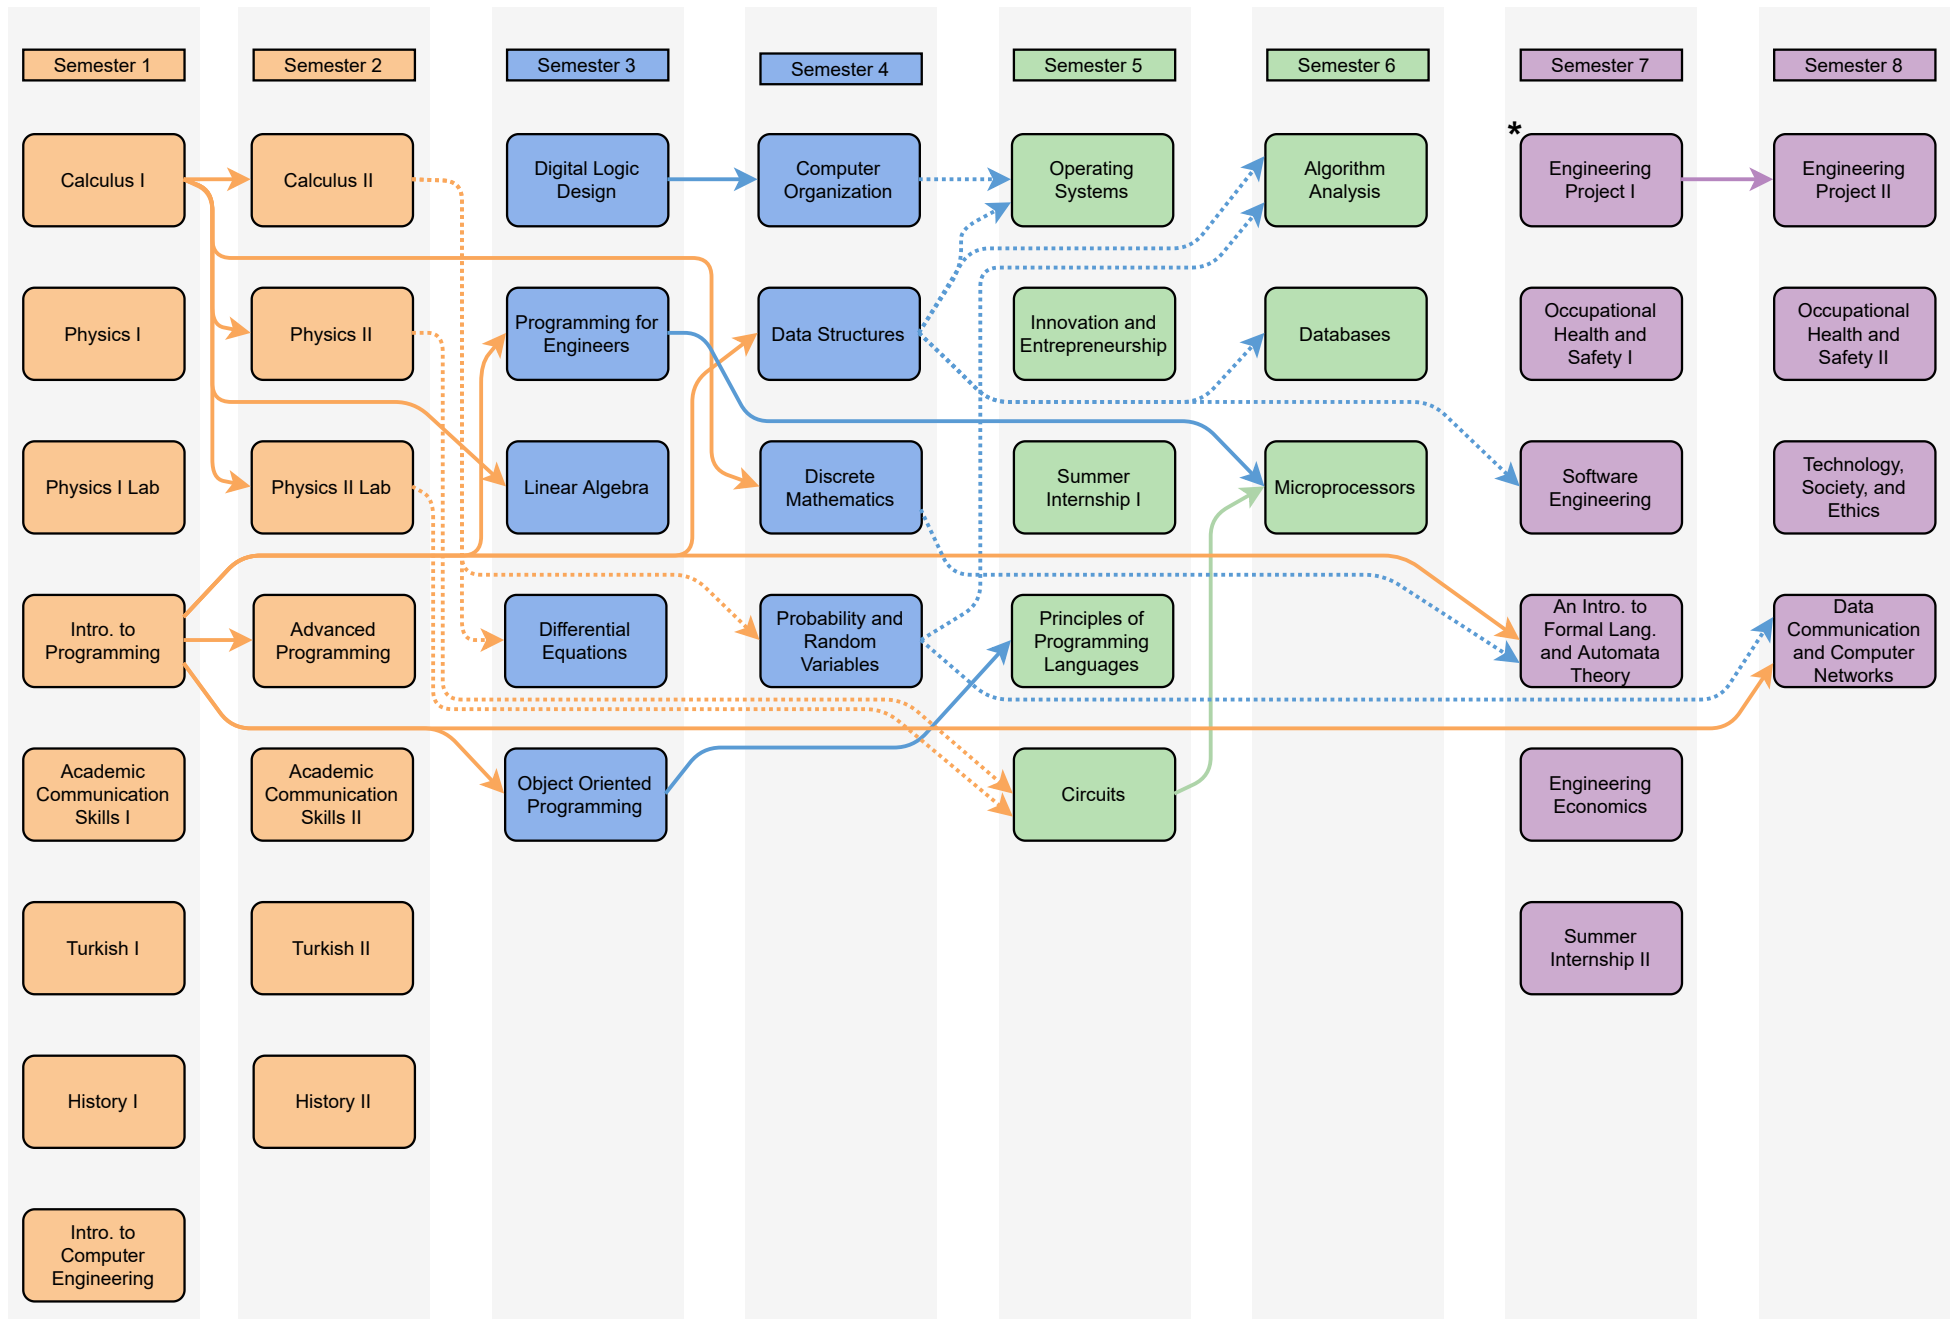 Semester 1
Semester 2
Semester 3
Semester 4
Semester 5
Semester 6
Semester 7
Semester 8
Calculus I
Physics I
Physics I Lab
Intro. to
Programming
Academic
Communication
Skills I
Turkish I
History I
Intro. to
Computer
Engineering
Calculus II
Physics II
Physics II Lab
Advanced
Programming
Academic
Communication
Skills II
Turkish II
History II
Digital Logic
Design
Programming for
Engineers
Linear Algebra
Differential
Equations
Object Oriented
Programming
Computer
Organization
Data Structures
Discrete
Mathematics
Probability and
Random
Variables
Operating
Systems
Innovation and
Entrepreneurship
Summer
Internship I
Principles of
Programming
Languages
Circuits
Algorithm
Analysis
Databases
Microprocessors
*
Engineering
Project I
Occupational
Health and
Safety I
Software
Engineering
An Intro. to
Formal Lang.
and Automata
Theory
Engineering
Economics
Summer
Internship II
Engineering
Project II
Occupational
Health and
Safety II
Technology,
Society, and
Ethics
Data
Communication
and Computer
Networks